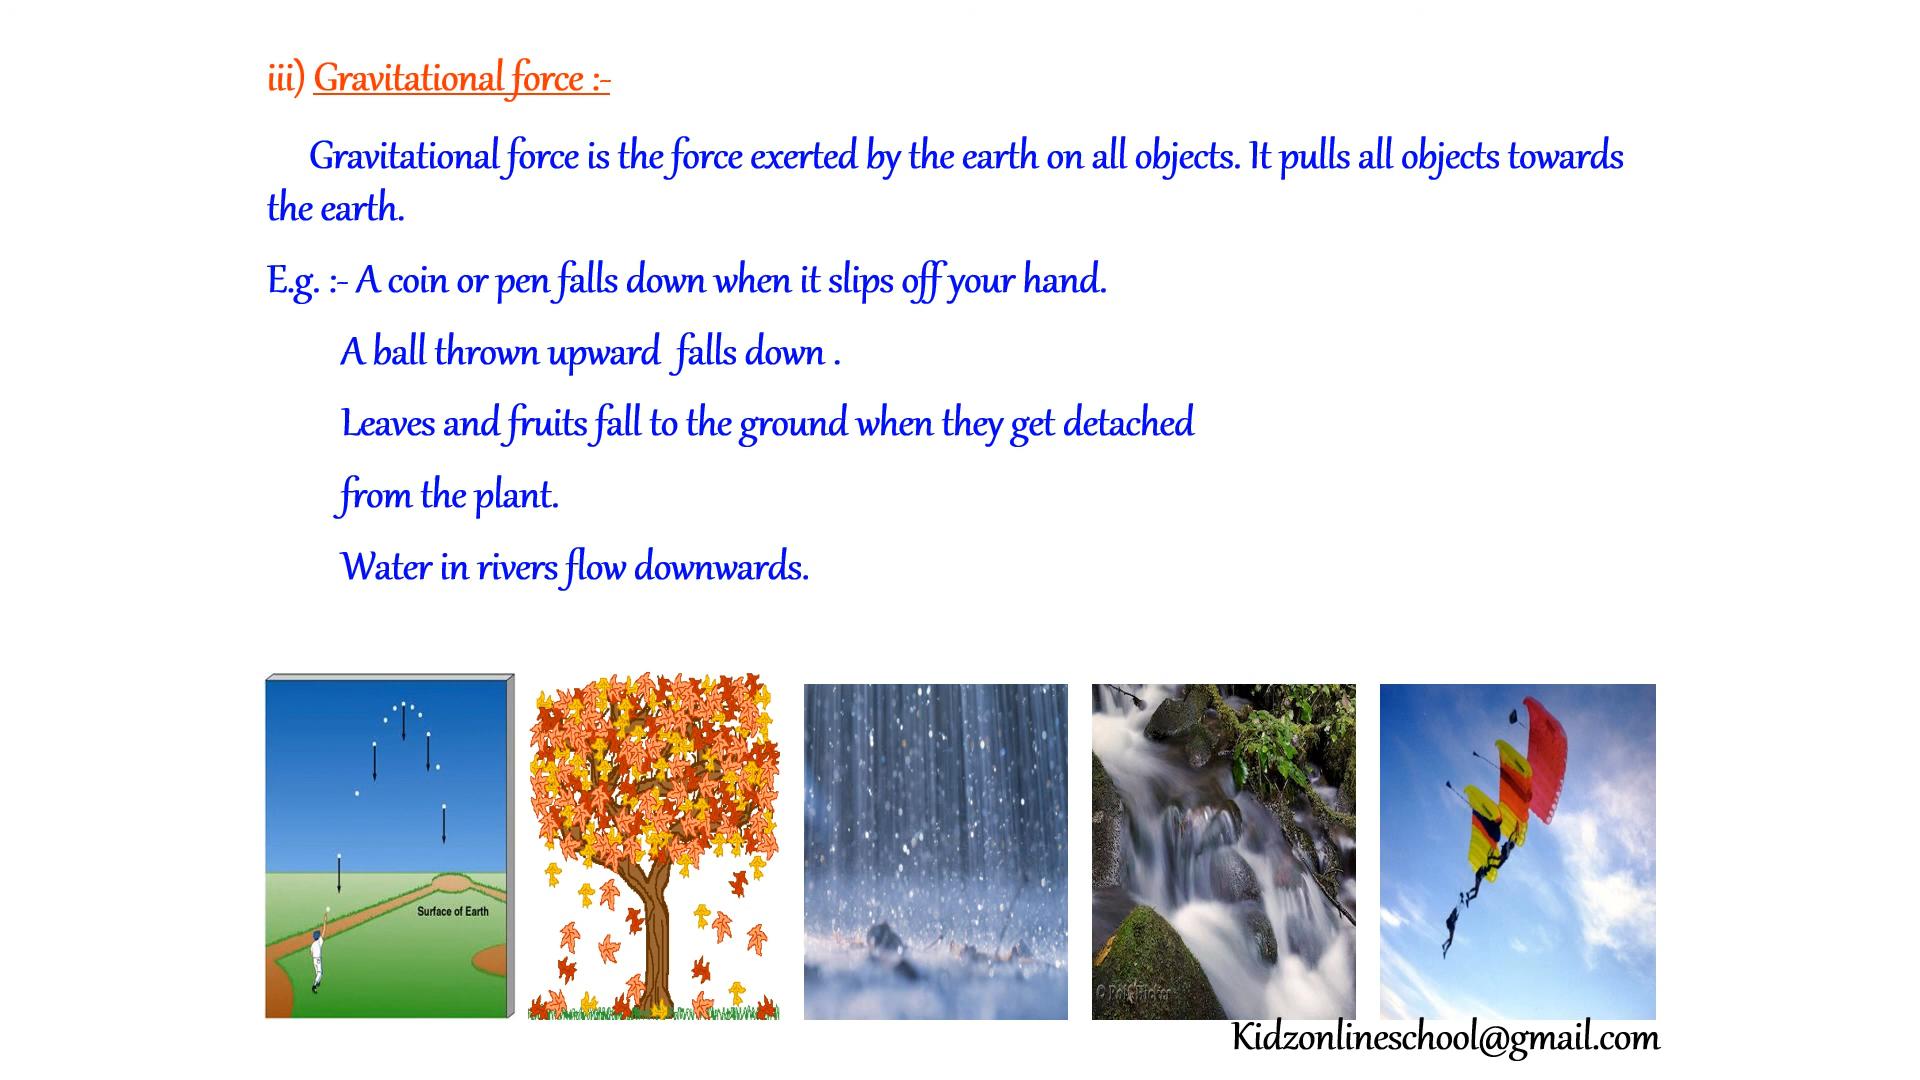 iii) Gravitational force :-
Gravitational force is the force exerted by the earth on all objects. It pulls all objects towards
the earth.
E.g. :- A coin or pen falls down when it slips off your hand.
A ball thrown upward falls down .
Leaves and fruits fall to the ground when they get detached
from the plant.
Water in rivers flow downwards.
Surface of Earth
Kidzonlineschool@gmail.com